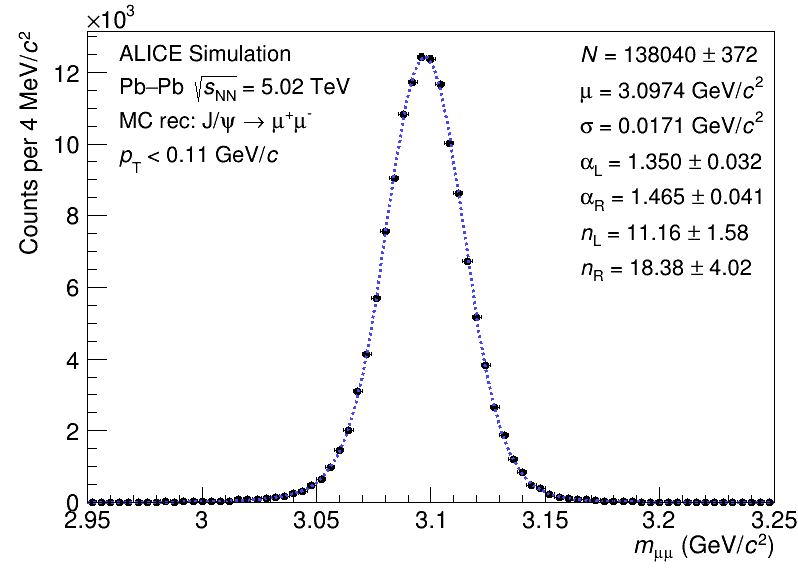 ×10³
Counts per 4 MeV/c²
ALICE Simulation
Pb–Pb √sNN = 5.02 TeV
MC rec: J/ψ → μ⁺μ⁻
pT < 0.11 GeV/c
N = 138040 ± 372
μ = 3.0974 GeV/c²
σ = 0.0171 GeV/c²
αL = 1.350 ± 0.032
αR = 1.465 ± 0.041
nL = 11.16 ± 1.58
nR = 18.38 ± 4.02
12
10
8
6
4
2
0
2.95 3 3.05 3.1 3.15 3.2 3.25
mμμ (GeV/c²)